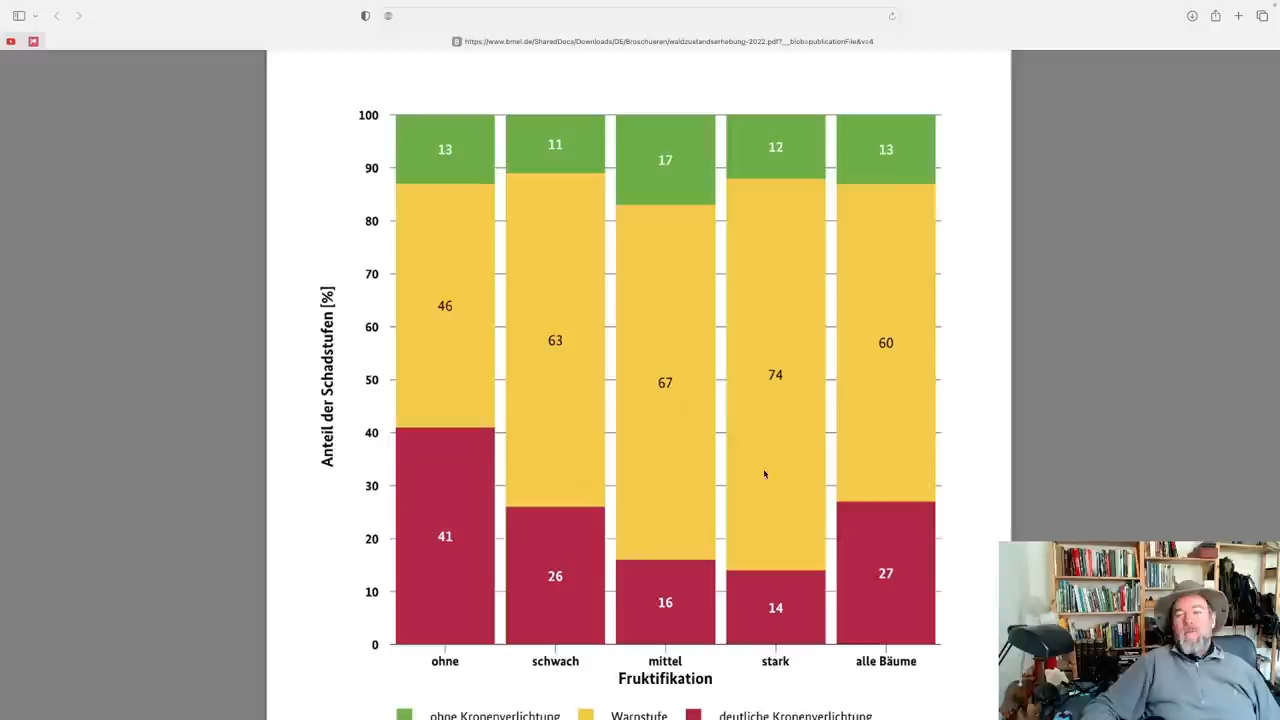 https://www.bmel.de/SharedDocs/Downloads/DE/Broschueren/waldzustandserhebung-2022.pdf?__blob=publicationFile&v=4
Anteil der Schadstufen [%]
100
90
80
70
60
50
40
30
20
10
0
13 11 17 12 13
46 63 67 74 60
41 26 16 14 27
ohne schwach mittel stark alle Bäume
Fruktifikation
ohne Kronenverlichtung Warnstufe deutliche Kronenverlichtung